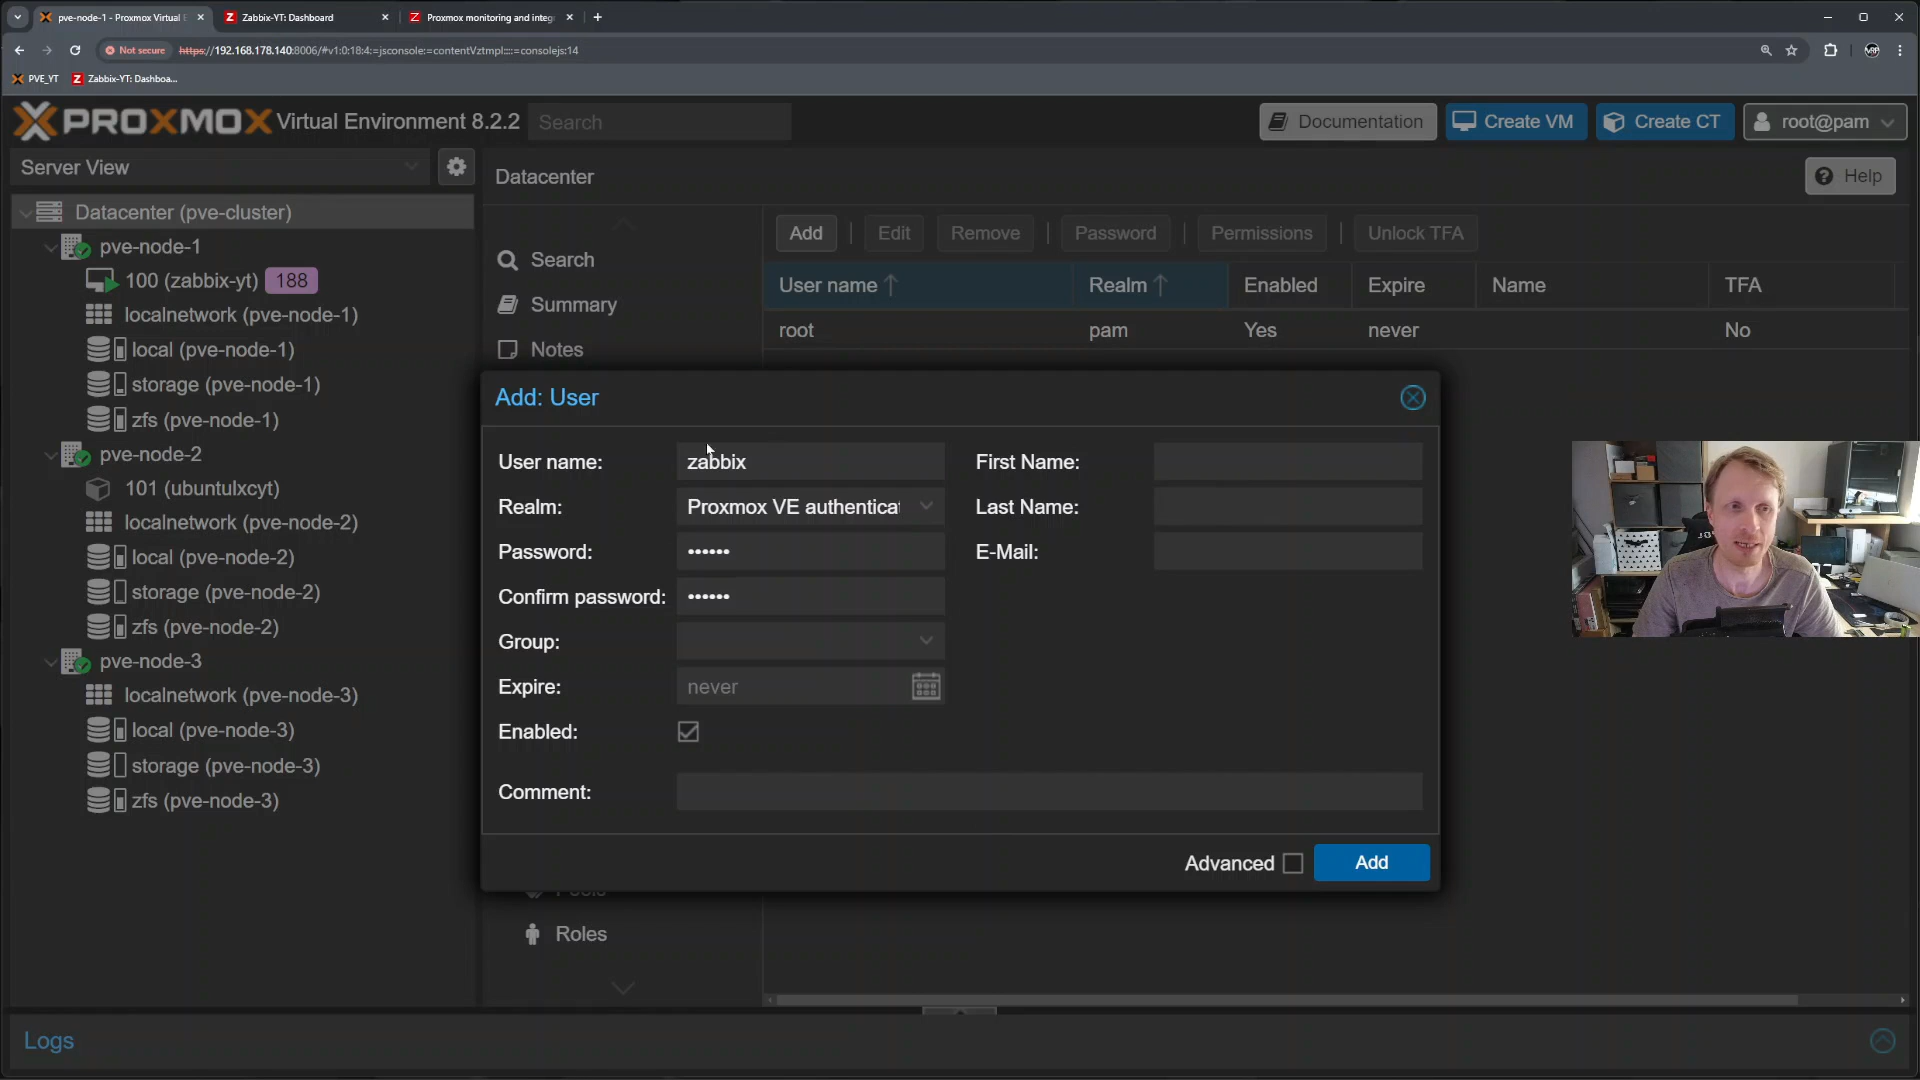 pve-node-1 - Proxmox Virtual E
Zabbix-YT: Dashboard
Proxmox monitoring and integ
Not secure
https://192.168.178.140:8006/#v1:0:18:4:=jsconsole:=contentVztmpl::::=consolejs:14
PVE_YT
Zabbix-YT: Dashboa...
PROXMOX Virtual Environment 8.2.2
Search
Documentation
Create VM
Create CT
root@pam
Server View
Datacenter
Help
Datacenter (pve-cluster)
pve-node-1
100 (zabbix-yt) 188
localnetwork (pve-node-1)
local (pve-node-1)
storage (pve-node-1)
zfs (pve-node-1)
pve-node-2
101 (ubuntulxcyt)
localnetwork (pve-node-2)
local (pve-node-2)
storage (pve-node-2)
zfs (pve-node-2)
pve-node-3
localnetwork (pve-node-3)
local (pve-node-3)
storage (pve-node-3)
zfs (pve-node-3)
Search
Summary
Notes
Roles
Add
Edit
Remove
Password
Permissions
Unlock TFA
User name
Realm
Enabled
Expire
Name
TFA
root
pam
Yes
never
No
Add: User
User name:
zabbix
First Name:
Realm:
Proxmox VE authenticat
Last Name:
Password:
••••••
E-Mail:
Confirm password:
••••••
Group:
Expire:
never
Enabled:
Comment:
Advanced
Add
Logs